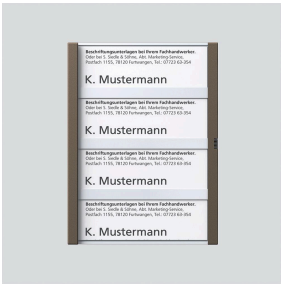 Beschriftungsunterlagen bei Ihrem Fachhandwerker.
Oder bei S. Siedle & Söhne, Abt. Marketing-Service,
Postfach 1155, 78120 Furtwangen, Tel.: 07723 63-354
K. Mustermann
Beschriftungsunterlagen bei Ihrem Fachhandwerker.
Oder bei S. Siedle & Söhne, Abt. Marketing-Service,
Postfach 1155, 78120 Furtwangen, Tel.: 07723 63-354
K. Mustermann
Beschriftungsunterlagen bei Ihrem Fachhandwerker.
Oder bei S. Siedle & Söhne, Abt. Marketing-Service,
Postfach 1155, 78120 Furtwangen, Tel.: 07723 63-354
K. Mustermann
Beschriftungsunterlagen bei Ihrem Fachhandwerker.
Oder bei S. Siedle & Söhne, Abt. Marketing-Service,
Postfach 1155, 78120 Furtwangen, Tel.: 07723 63-354
K. Mustermann